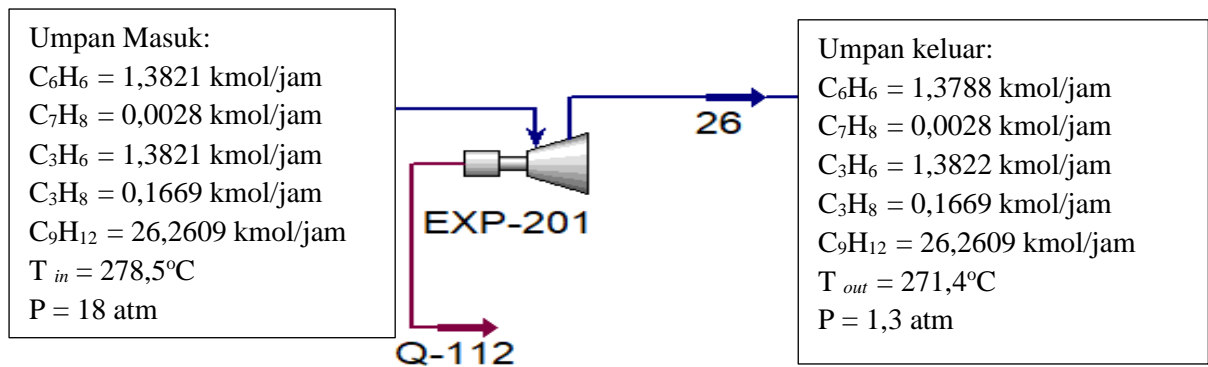 Umpan Masuk:
C₆H₆ = 1,3821 kmol/jam
C₇H₈ = 0,0028 kmol/jam
C₃H₆ = 1,3821 kmol/jam
C₃H₈ = 0,1669 kmol/jam
C₉H₁₂ = 26,2609 kmol/jam
T in = 278,5ºC
P = 18 atm
26
EXP-201
Q-112
Umpan keluar:
C₆H₆ = 1,3788 kmol/jam
C₇H₈ = 0,0028 kmol/jam
C₃H₆ = 1,3822 kmol/jam
C₃H₈ = 0,1669 kmol/jam
C₉H₁₂ = 26,2609 kmol/jam
T out = 271,4ºC
P = 1,3 atm